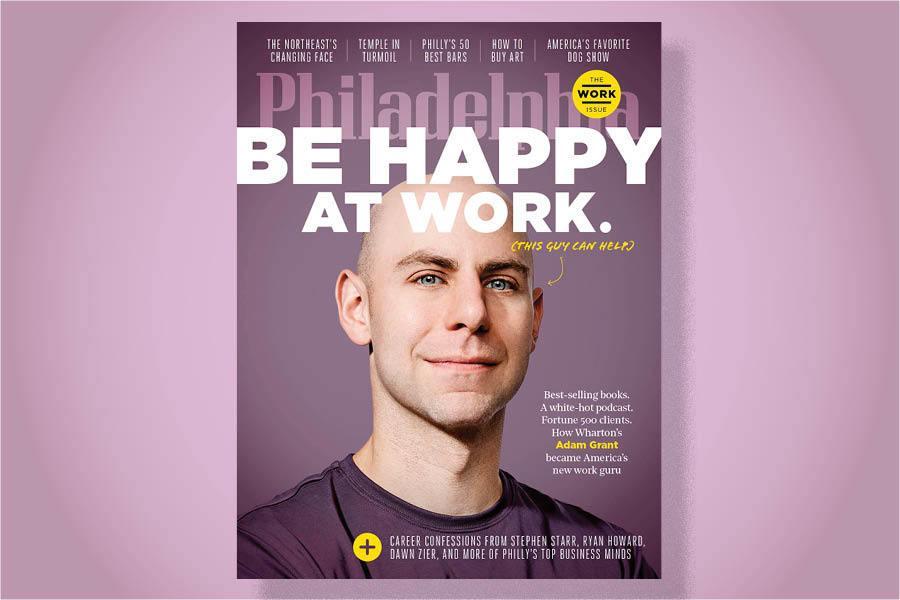 THE NORTHEAST'S
CHANGING FACE
TEMPLE IN
TURMOIL
PHILLY'S 50
BEST BARS
HOW TO
BUY ART
AMERICA'S FAVORITE
DOG SHOW
Philadelphia
THE
WORK
ISSUE
BE HAPPY
AT WORK.
(THIS GUY CAN HELP.)
Best-selling books.
A white-hot podcast.
Fortune 500 clients.
How Wharton's
Adam Grant
became America's
new work guru
+
CAREER CONFESSIONS FROM STEPHEN STARR, RYAN HOWARD,
DAWN ZIER, AND MORE OF PHILLY'S TOP BUSINESS MINDS